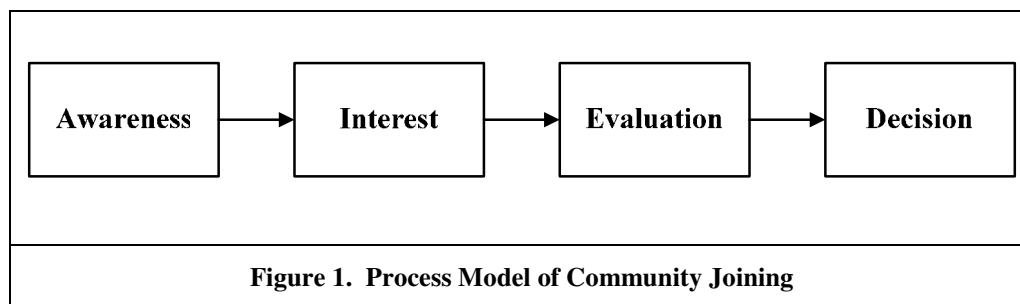 Awareness Interest Evaluation Decision
Figure 1. Process Model of Community Joining